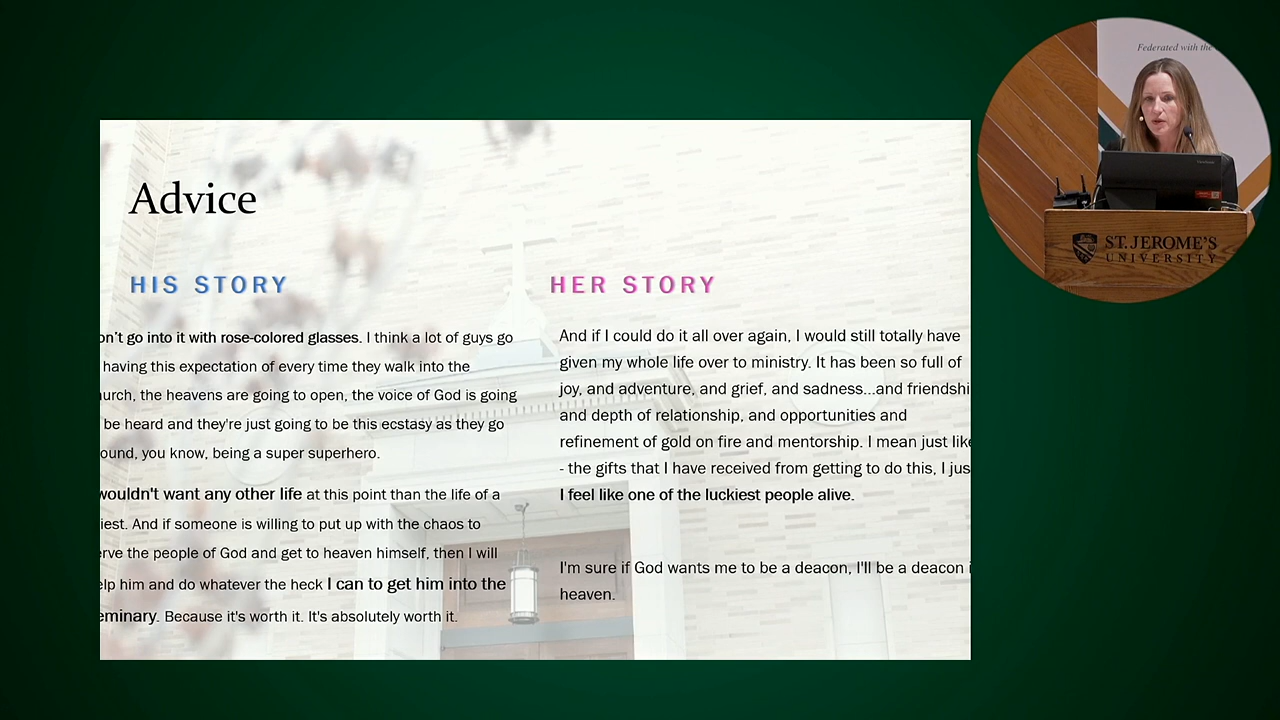 Federated with the
ST. JEROME'S
UNIVERSITY
Advice
HIS STORY
on't go into it with rose-colored glasses. I think a lot of guys go
having this expectation of every time they walk into the
urch, the heavens are going to open, the voice of God is going
be heard and they're just going to be this ecstasy as they go
ound, you know, being a super superhero.
wouldn't want any other life at this point than the life of a
iest. And if someone is willing to put up with the chaos to
erve the people of God and get to heaven himself, then I will
elp him and do whatever the heck I can to get him into the
eminary. Because it's worth it. It's absolutely worth it.
HER STORY
And if I could do it all over again, I would still totally have
given my whole life over to ministry. It has been so full of
joy, and adventure, and grief, and sadness...and friendshi
and depth of relationship, and opportunities and
refinement of gold on fire and mentorship. I mean just like
- the gifts that I have received from getting to do this, I jus
I feel like one of the luckiest people alive.
I'm sure if God wants me to be a deacon, I'll be a deacon i
heaven.